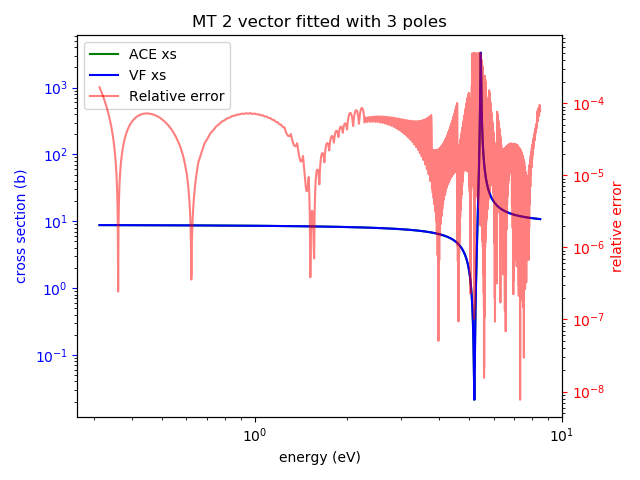 MT 2 vector fitted with 3 poles
ACE xs
VF xs
Relative error
cross section (b)
10³
10²
10¹
10⁰
10⁻¹
10⁻⁴
10⁻⁵
10⁻⁶
10⁻⁷
10⁻⁸
relative error
10⁰
10¹
energy (eV)